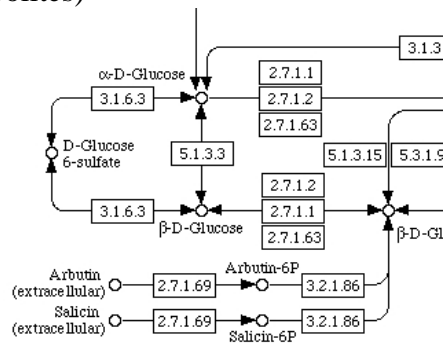 α-D-Glucose
3.1.3
2.7.1.1
3.1.6.3
2.7.1.2
2.7.1.63
D-Glucose
6-sulfate
5.1.3.3
5.1.3.15
5.3.1.9
2.7.1.2
3.1.6.3
2.7.1.1
β-D-Glucose
2.7.1.63
β-D-Gl
Arbutin
(extracellular)
2.7.1.69
Arbutin-6P
3.2.1.86
Salicin
(extracellular)
2.7.1.69
Salicin-6P
3.2.1.86